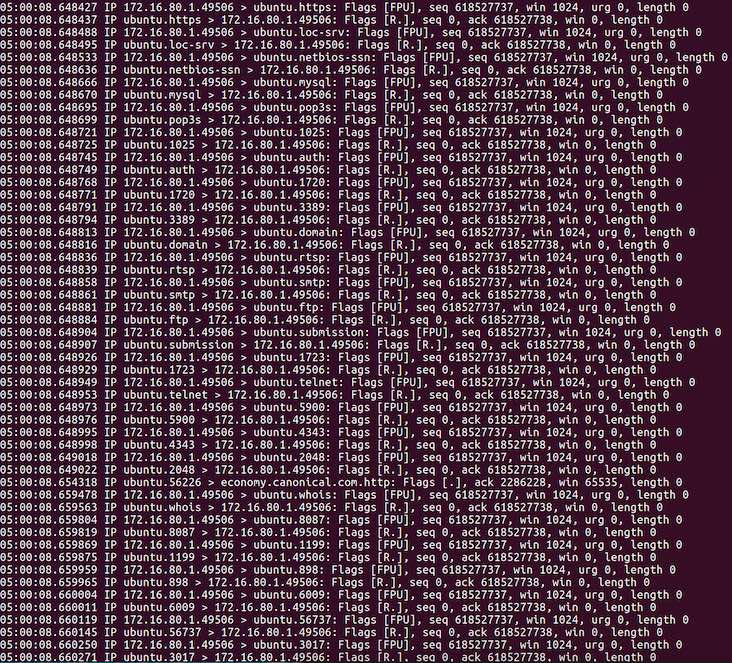 05:00:08.648427 IP 172.16.80.1.49506 > ubuntu.https: Flags [FPU], seq 618527737, win 1024, urg 0, length 0
05:00:08.648436 IP ubuntu.https > 172.16.80.1.49506: Flags [R.], seq 0, ack 618527738, win 0, length 0
05:00:08.648488 IP 172.16.80.1.49506 > ubuntu.loc-srv: Flags [FPU], seq 618527737, win 1024, urg 0, length 0
05:00:08.648495 IP ubuntu.loc-srv > 172.16.80.1.49506: Flags [R.], seq 0, ack 618527738, win 0, length 0
05:00:08.648533 IP 172.16.80.1.49506 > ubuntu.netbios-ssn: Flags [FPU], seq 618527737, win 1024, urg 0, length 0
05:00:08.648636 IP ubuntu.netbios-ssn > 172.16.80.1.49506: Flags [R.], seq 0, ack 618527738, win 0, length 0
05:00:08.648666 IP 172.16.80.1.49506 > ubuntu.mysql: Flags [FPU], seq 618527737, win 1024, urg 0, length 0
05:00:08.648670 IP ubuntu.mysql > 172.16.80.1.49506: Flags [R.], seq 0, ack 618527738, win 0, length 0
05:00:08.648695 IP 172.16.80.1.49506 > ubuntu.pop3s: Flags [FPU], seq 618527737, win 1024, urg 0, length 0
05:00:08.648699 IP ubuntu.pop3s > 172.16.80.1.49506: Flags [R.], seq 0, ack 618527738, win 0, length 0
05:00:08.648721 IP 172.16.80.1.49506 > ubuntu.1025: Flags [FPU], seq 618527737, win 1024, urg 0, length 0
05:00:08.648725 IP ubuntu.1025 > 172.16.80.1.49506: Flags [R.], seq 0, ack 618527738, win 0, length 0
05:00:08.648745 IP 172.16.80.1.49506 > ubuntu.auth: Flags [FPU], seq 618527737, win 1024, urg 0, length 0
05:00:08.648749 IP ubuntu.auth > 172.16.80.1.49506: Flags [R.], seq 0, ack 618527738, win 0, length 0
05:00:08.648768 IP 172.16.80.1.49506 > ubuntu.1720: Flags [FPU], seq 618527737, win 1024, urg 0, length 0
05:00:08.648771 IP ubuntu.1720 > 172.16.80.1.49506: Flags [R.], seq 0, ack 618527738, win 0, length 0
05:00:08.648791 IP 172.16.80.1.49506 > ubuntu.3389: Flags [FPU], seq 618527737, win 1024, urg 0, length 0
05:00:08.648794 IP ubuntu.3389 > 172.16.80.1.49506: Flags [R.], seq 0, ack 618527738, win 0, length 0
05:00:08.648813 IP 172.16.80.1.49506 > ubuntu.domain: Flags [FPU], seq 618527737, win 1024, urg 0, length 0
05:00:08.648816 IP ubuntu.domain > 172.16.80.1.49506: Flags [R.], seq 0, ack 618527738, win 0, length 0
05:00:08.648836 IP 172.16.80.1.49506 > ubuntu.rtsp: Flags [FPU], seq 618527737, win 1024, urg 0, length 0
05:00:08.648839 IP ubuntu.rtsp > 172.16.80.1.49506: Flags [R.], seq 0, ack 618527738, win 0, length 0
05:00:08.648858 IP 172.16.80.1.49506 > ubuntu.smtp: Flags [FPU], seq 618527737, win 1024, urg 0, length 0
05:00:08.648861 IP ubuntu.smtp > 172.16.80.1.49506: Flags [R.], seq 0, ack 618527738, win 0, length 0
05:00:08.648881 IP 172.16.80.1.49506 > ubuntu.ftp: Flags [FPU], seq 618527737, win 1024, urg 0, length 0
05:00:08.648884 IP ubuntu.ftp > 172.16.80.1.49506: Flags [R.], seq 0, ack 618527738, win 0, length 0
05:00:08.648904 IP 172.16.80.1.49506 > ubuntu.submission: Flags [FPU], seq 618527737, win 1024, urg 0, length 0
05:00:08.648907 IP ubuntu.submission > 172.16.80.1.49506: Flags [R.], seq 0, ack 618527738, win 0, length 0
05:00:08.648926 IP 172.16.80.1.49506 > ubuntu.1723: Flags [FPU], seq 618527737, win 1024, urg 0, length 0
05:00:08.648929 IP ubuntu.1723 > 172.16.80.1.49506: Flags [R.], seq 0, ack 618527738, win 0, length 0
05:00:08.648949 IP 172.16.80.1.49506 > ubuntu.telnet: Flags [FPU], seq 618527737, win 1024, urg 0, length 0
05:00:08.648953 IP ubuntu.telnet > 172.16.80.1.49506: Flags [R.], seq 0, ack 618527738, win 0, length 0
05:00:08.648973 IP 172.16.80.1.49506 > ubuntu.5900: Flags [FPU], seq 618527737, win 1024, urg 0, length 0
05:00:08.648976 IP ubuntu.5900 > 172.16.80.1.49506: Flags [R.], seq 0, ack 618527738, win 0, length 0
05:00:08.648995 IP 172.16.80.1.49506 > ubuntu.4343: Flags [FPU], seq 618527737, win 1024, urg 0, length 0
05:00:08.648998 IP ubuntu.4343 > 172.16.80.1.49506: Flags [R.], seq 0, ack 618527738, win 0, length 0
05:00:08.649018 IP 172.16.80.1.49506 > ubuntu.2048: Flags [FPU], seq 618527737, win 1024, urg 0, length 0
05:00:08.649022 IP ubuntu.2048 > 172.16.80.1.49506: Flags [R.], seq 0, ack 618527738, win 0, length 0
05:00:08.654318 IP ubuntu.56226 > economy.canonical.com.http: Flags [.], ack 2286228, win 65535, length 0
05:00:08.659478 IP 172.16.80.1.49506 > ubuntu.whois: Flags [FPU], seq 618527737, win 1024, urg 0, length 0
05:00:08.659563 IP ubuntu.whois > 172.16.80.1.49506: Flags [R.], seq 0, ack 618527738, win 0, length 0
05:00:08.659804 IP 172.16.80.1.49506 > ubuntu.8087: Flags [FPU], seq 618527737, win 1024, urg 0, length 0
05:00:08.659819 IP ubuntu.8087 > 172.16.80.1.49506: Flags [R.], seq 0, ack 618527738, win 0, length 0
05:00:08.659869 IP 172.16.80.1.49506 > ubuntu.1199: Flags [FPU], seq 618527737, win 1024, urg 0, length 0
05:00:08.659875 IP ubuntu.1199 > 172.16.80.1.49506: Flags [R.], seq 0, ack 618527738, win 0, length 0
05:00:08.659959 IP 172.16.80.1.49506 > ubuntu.898: Flags [FPU], seq 618527737, win 1024, urg 0, length 0
05:00:08.659965 IP ubuntu.898 > 172.16.80.1.49506: Flags [R.], seq 0, ack 618527738, win 0, length 0
05:00:08.660004 IP 172.16.80.1.49506 > ubuntu.6009: Flags [FPU], seq 618527737, win 1024, urg 0, length 0
05:00:08.660011 IP ubuntu.6009 > 172.16.80.1.49506: Flags [R.], seq 0, ack 618527738, win 0, length 0
05:00:08.660119 IP 172.16.80.1.49506 > ubuntu.56737: Flags [FPU], seq 618527737, win 1024, urg 0, length 0
05:00:08.660145 IP ubuntu.56737 > 172.16.80.1.49506: Flags [R.], seq 0, ack 618527738, win 0, length 0
05:00:08.660250 IP 172.16.80.1.49506 > ubuntu.3017: Flags [FPU], seq 618527737, win 1024, urg 0, length 0
05:00:08.660271 IP ubuntu.3017 > 172.16.80.1.49506: Flags [R.], seq 0, ack 618527738, win 0, length 0